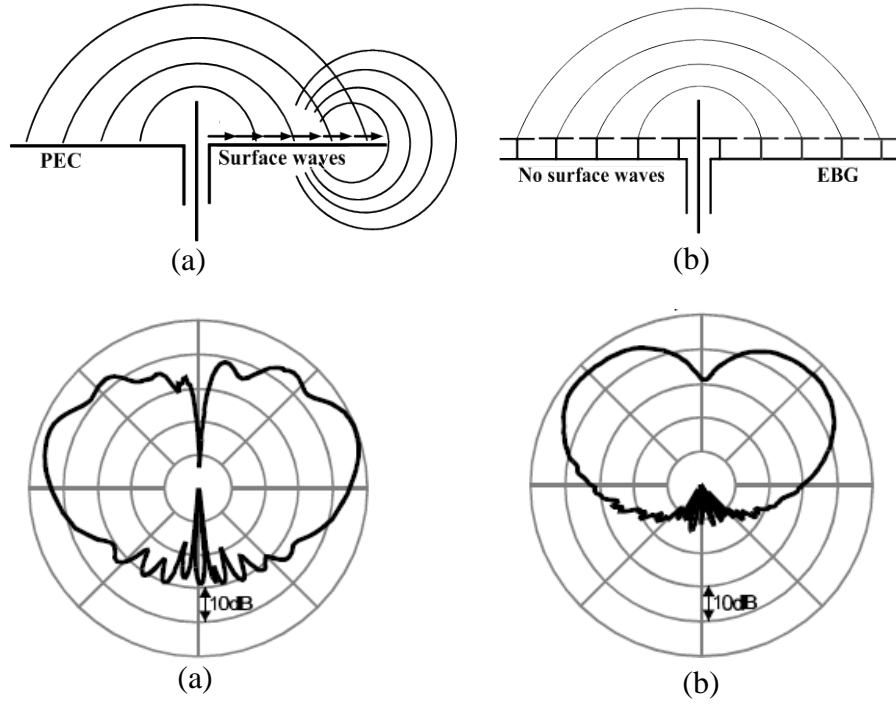 PEC
Surface waves
No surface waves
EBG
(a)
(b)
10dB
10dB
(a)
(b)